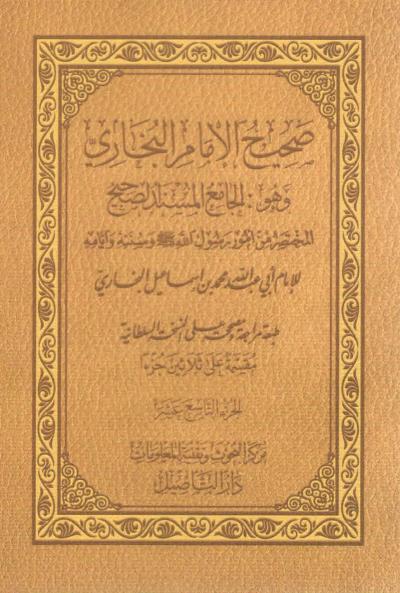 صحيح الإمام البخاري
وهو: الجامع المسند الصحيح
المختصر من أمور رسول الله ﷺ وسننه وأيامه
للإمام أبي عبد الله محمد بن إسماعيل البخاري
طبعة مراجعة ومصححة على النسخة السلطانية
مقسمة على ثلاثين جزءا
الجزء التاسع عشر
مركز البحوث وتقنية المعلومات
دار التأصيل